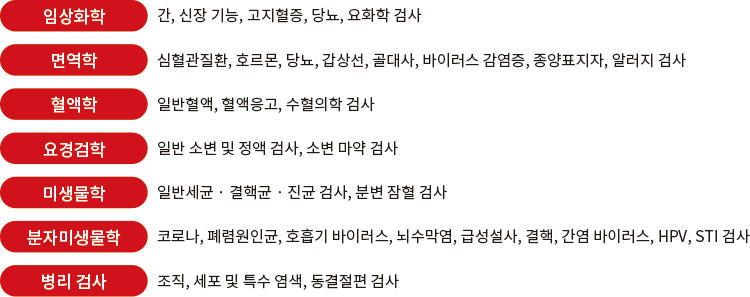 임상화학 간, 신장 기능, 고지혈증, 당뇨, 요화학 검사
면역학 심혈관질환, 호르몬, 당뇨, 갑상선, 골대사, 바이러스 감염증, 종양표지자, 알러지 검사
혈액학 일반혈액, 혈액응고, 수혈의학 검사
요경검학 일반 소변 및 정액 검사, 소변 마약 검사
미생물학 일반세균 · 결핵균 · 진균 검사, 분변 잠혈 검사
분자미생물학 코로나, 폐렴원인균, 호흡기 바이러스, 뇌수막염, 급성설사, 결핵, 간염 바이러스, HPV, STI 검사
병리 검사 조직, 세포 및 특수 염색, 동결절편 검사